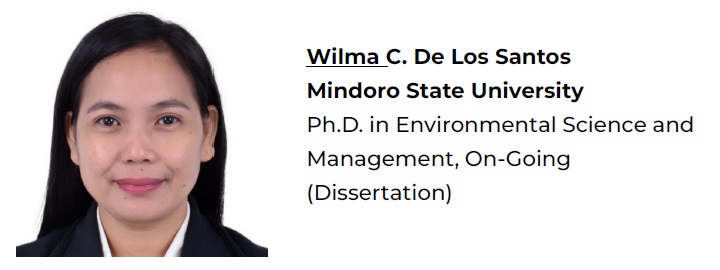 Wilma C. De Los Santos
Mindoro State University
Ph.D. in Environmental Science and
Management, On-Going
(Dissertation)